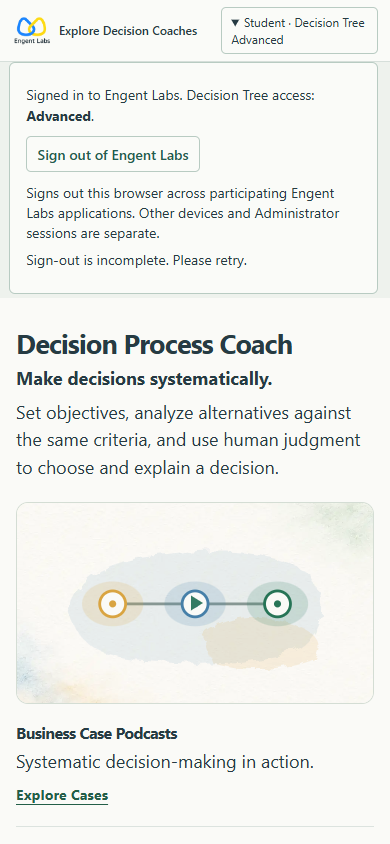 Engent Labs
Explore Decision Coaches
▼ Student · Decision Tree
Advanced
Signed in to Engent Labs. Decision Tree access:
Advanced.
Sign out of Engent Labs
Signs out this browser across participating Engent
Labs applications. Other devices and Administrator
sessions are separate.
Sign-out is incomplete. Please retry.
Decision Process Coach
Make decisions systematically.
Set objectives, analyze alternatives against
the same criteria, and use human judgment
to choose and explain a decision.
Business Case Podcasts
Systematic decision-making in action.
Explore Cases